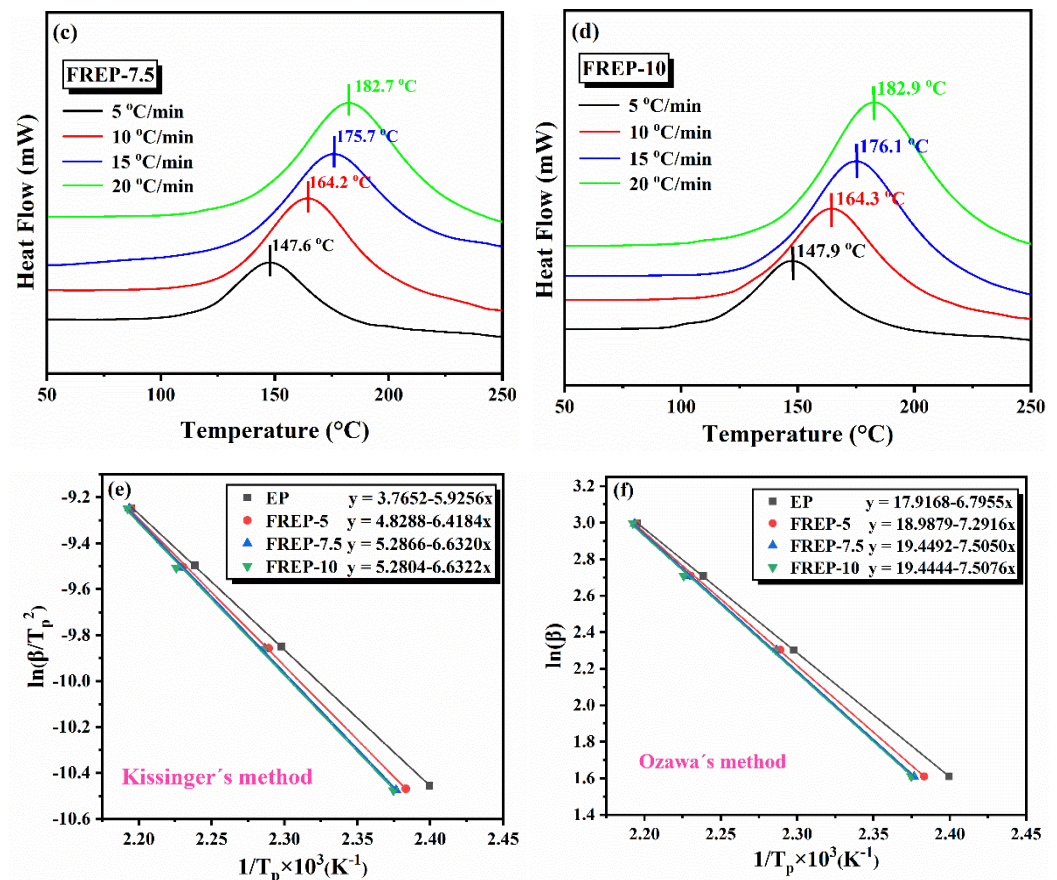 (c)
FREP-7.5
5 °C/min
10 °C/min
15 °C/min
20 °C/min
182.7 °C
175.7 °C
164.2 °C
147.6 °C
Heat Flow (mW)
50 100 150 200 250
Temperature (°C)
(d)
FREP-10
5 °C/min
10 °C/min
15 °C/min
20 °C/min
182.9 °C
176.1 °C
164.3 °C
147.9 °C
Heat Flow (mW)
50 100 150 200 250
Temperature (°C)
(e)
EP y = 3.7652-5.9256x
FREP-5 y = 4.8288-6.4184x
FREP-7.5 y = 5.2866-6.6320x
FREP-10 y = 5.2804-6.6322x
-9.2
-9.4
-9.6
-9.8
-10.0
-10.2
-10.4
-10.6
ln(β/Tp²)
Kissinger´s method
2.20 2.25 2.30 2.35 2.40 2.45
1/Tp×10³(K⁻¹)
(f)
EP y = 17.9168-6.7955x
FREP-5 y = 18.9879-7.2916x
FREP-7.5 y = 19.4492-7.5050x
FREP-10 y = 19.4444-7.5076x
3.2
3.0
2.8
2.6
2.4
2.2
2.0
1.8
1.6
1.4
ln(β)
Ozawa´s method
2.20 2.25 2.30 2.35 2.40 2.45
1/Tp×10³(K⁻¹)